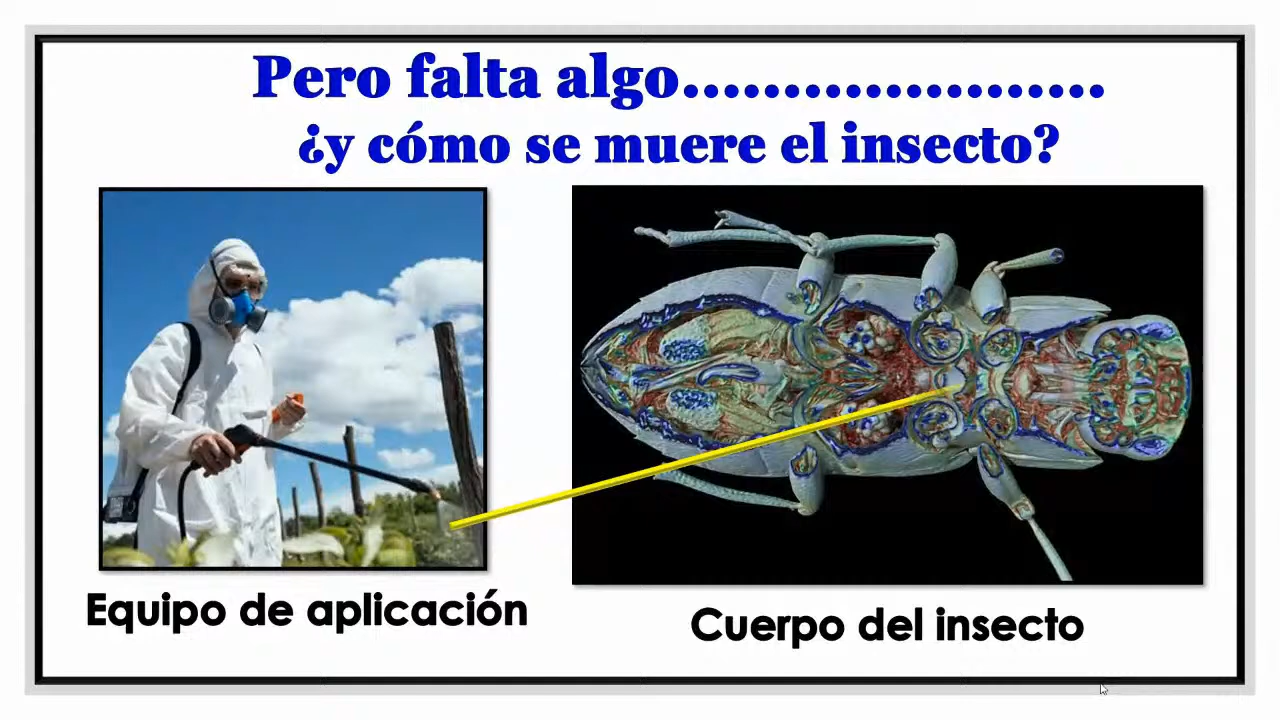 Pero falta algo.....................
¿y cómo se muere el insecto?
Equipo de aplicación
Cuerpo del insecto